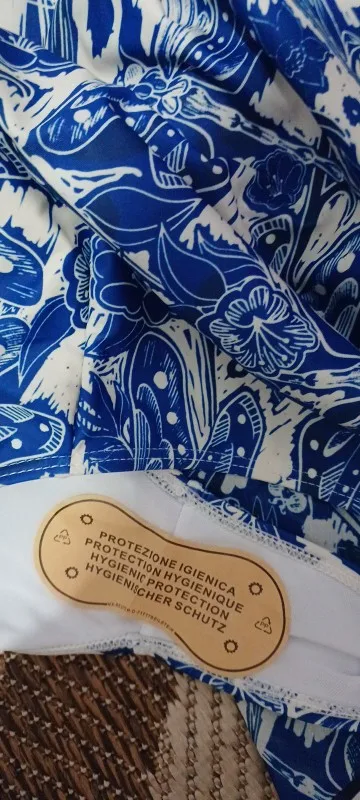 PROTEZIONE IGIENICA
PROTECTION HYGIENIQUE
HYGIENIC PROTECTION
HYGIENISCHER SCHUTZ